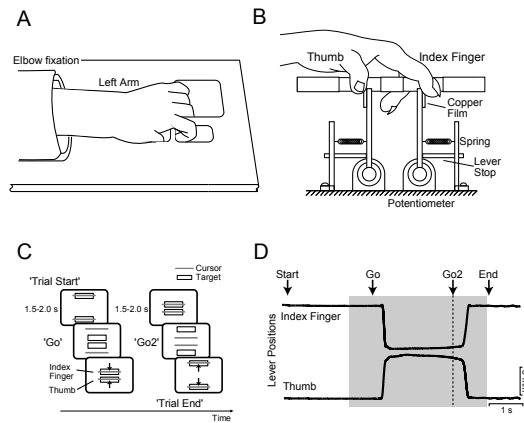 A
Elbow fixation
Left Arm
B
Thumb
Index Finger
Copper
Film
Spring
Lever
Stop
Potentiometer
C
Cursor
Target
'Trial Start'
1.5-2.0 s
1.5-2.0 s
'Go'
'Go2'
Index
Finger
Thumb
'Trial End'
Time
D
Start
Go
Go2
End
Lever Positions
Index Finger
Thumb
1 s